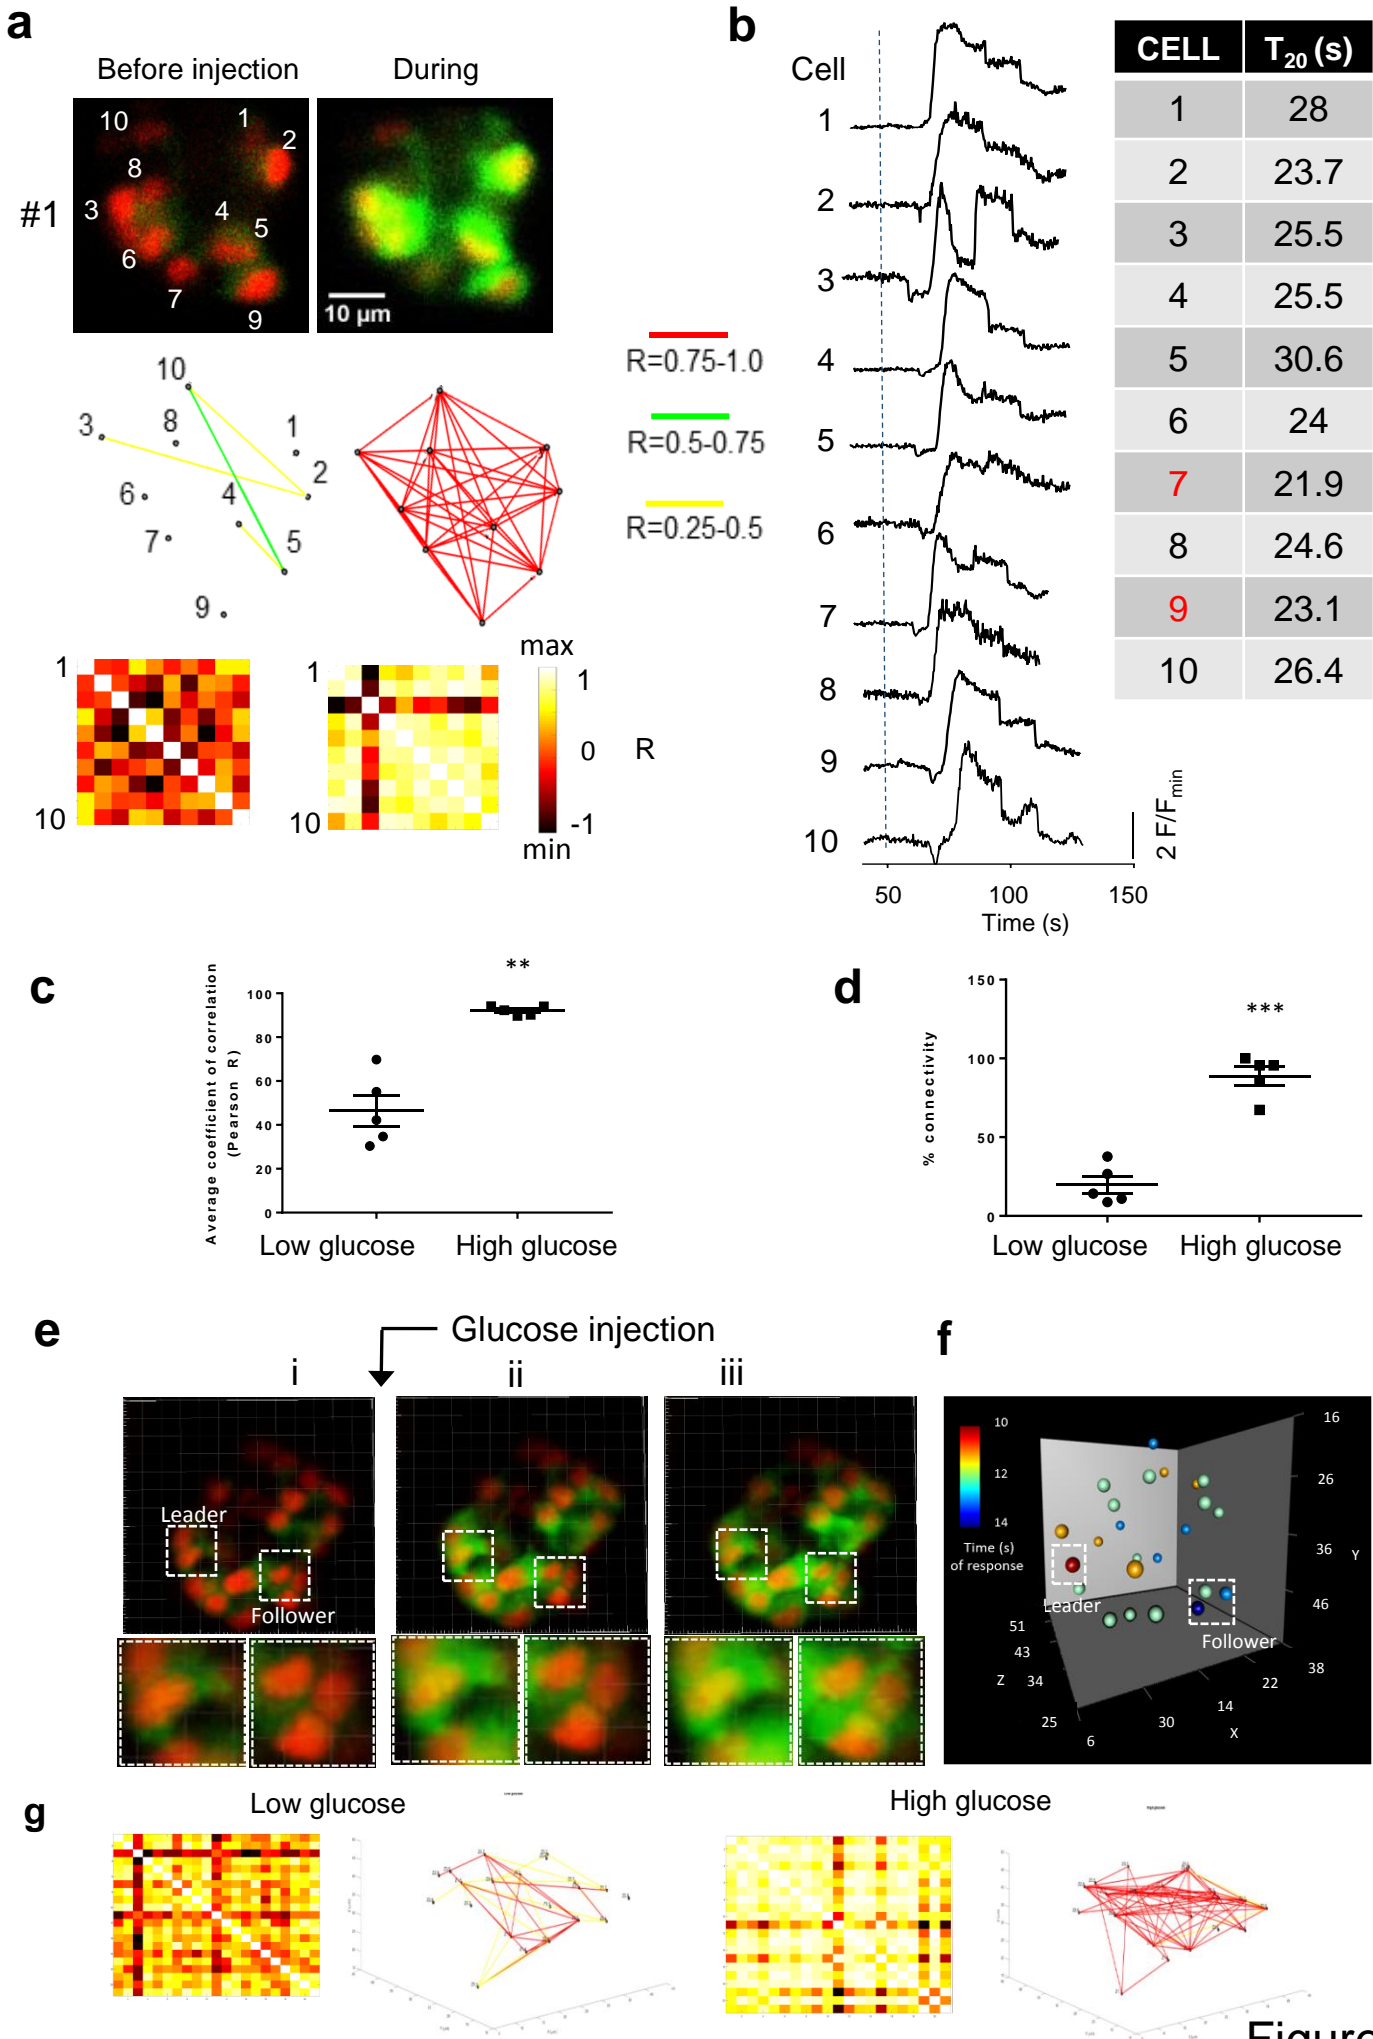 a
Before injection
During
#1
10
1
2
8
3
4
5
6
7
9
10 µm
10
3
8
1
2
6
4
7
5
9
R=0.75-1.0
R=0.5-0.75
R=0.25-0.5
1
10
1
10
max
1
0
-1
min
R
b
Cell
1
2
3
4
5
6
7
8
9
10
50
100
150
Time (s)
2 F/Fmin
CELL T20 (s)
1 28
2 23.7
3 25.5
4 25.5
5 30.6
6 24
7 21.9
8 24.6
9 23.1
10 26.4
c
Average coefficient of correlation
(Pearson R)
100
80
60
40
20
0
**
Low glucose
High glucose
d
% connectivity
150
100
50
0
***
Low glucose
High glucose
e
Glucose injection
i
ii
iii
Leader
Follower
f
10
12
14
Time (s)
of response
16
26
36
Y
46
38
Leader
Follower
51
43
Z
34
25
6
30
14
X
22
g
Low glucose
High glucose
Figure